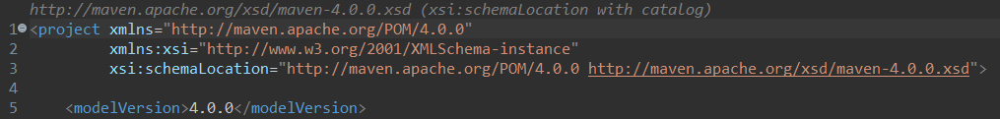 http://maven.apache.org/xsd/maven-4.0.0.xsd (xsi:schemaLocation with catalog)
1 <project xmlns="http://maven.apache.org/POM/4.0.0"
2 xmlns:xsi="http://www.w3.org/2001/XMLSchema-instance"
3 xsi:schemaLocation="http://maven.apache.org/POM/4.0.0 http://maven.apache.org/xsd/maven-4.0.0.xsd">
4
5 <modelVersion>4.0.0</modelVersion>